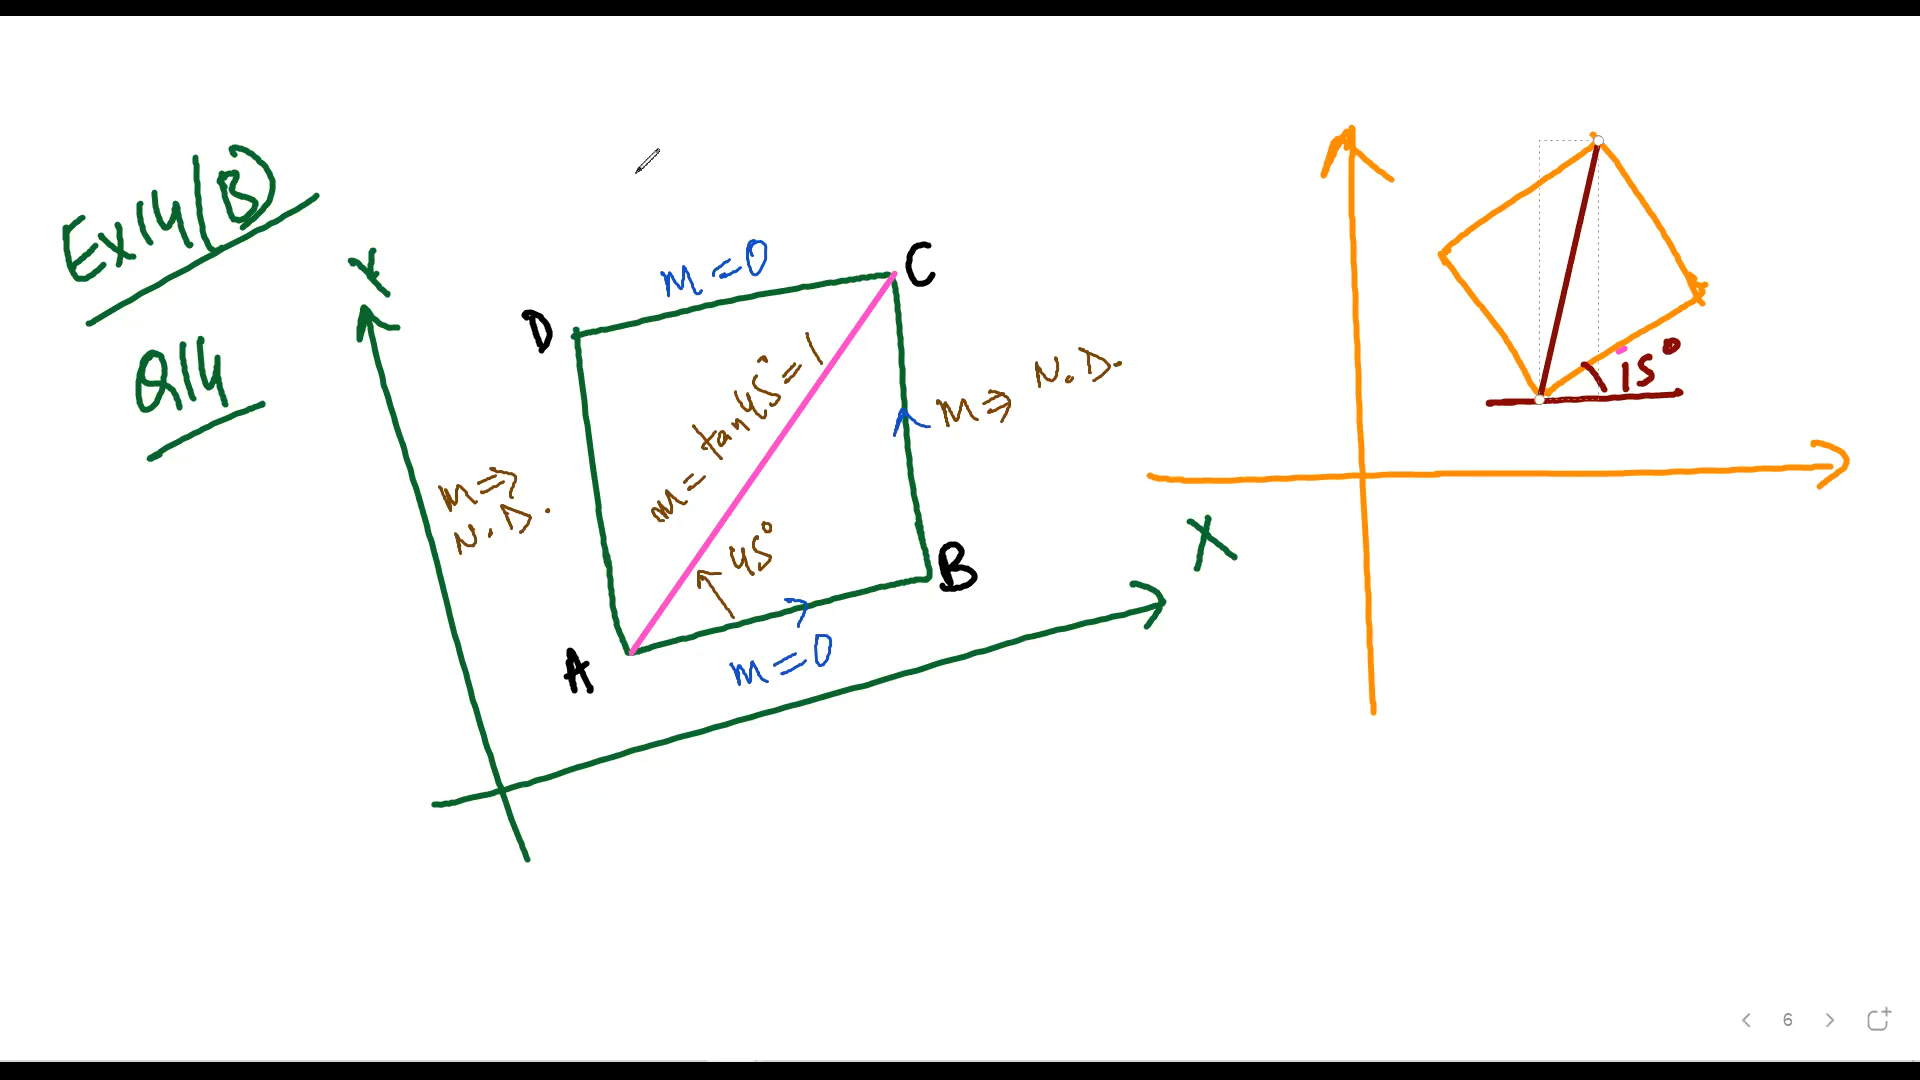 Ex14(B)
Q14
Y
D
m=0
C
m= tan45°=1
m⇒ N.D.
m⇒
N.D.
45°
B
A
m=0
X
15°
6